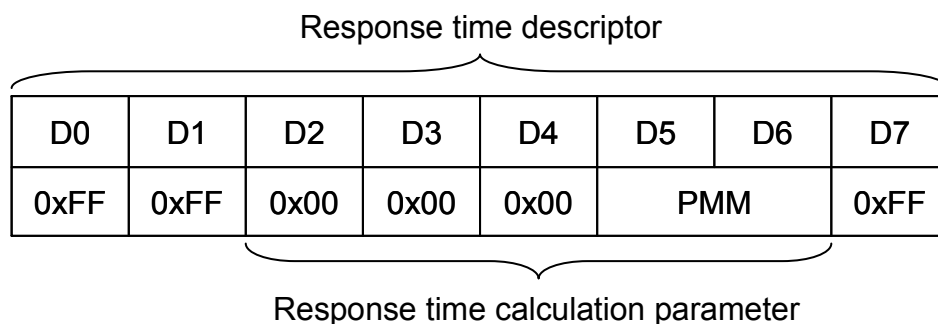 Response time descriptor
D0 D1 D2 D3 D4 D5 D6 D7
0xFF 0xFF 0x00 0x00 0x00 PMM 0xFF
Response time calculation parameter